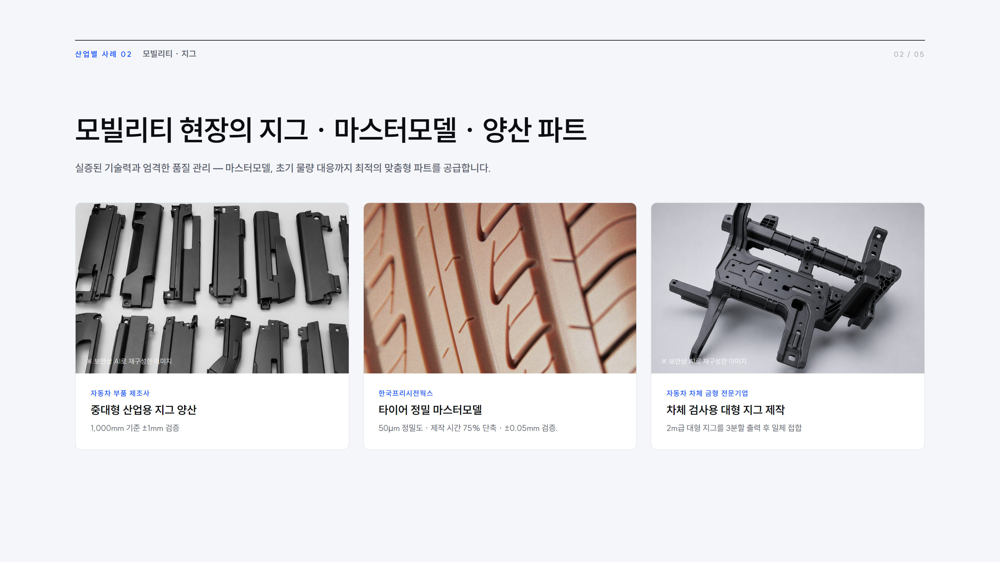 산업별 사례 02 모빌리티 · 지그
02 / 05
모빌리티 현장의 지그 · 마스터모델 · 양산 파트
실증된 기술력과 엄격한 품질 관리 — 마스터모델, 초기 물량 대응까지 최적의 맞춤형 파트를 공급합니다.
※ 보안상 AI로 재구성한 이미지
자동차 부품 제조사
중대형 산업용 지그 양산
1,000mm 기준 ±1mm 검증
한국프리시전웍스
타이어 정밀 마스터모델
50μm 정밀도 · 제작 시간 75% 단축 · ±0.05mm 검증.
※ 보안상 AI로 재구성한 이미지
자동차 차체 금형 전문기업
차체 검사용 대형 지그 제작
2m급 대형 지그를 3분할 출력 후 일체 접합